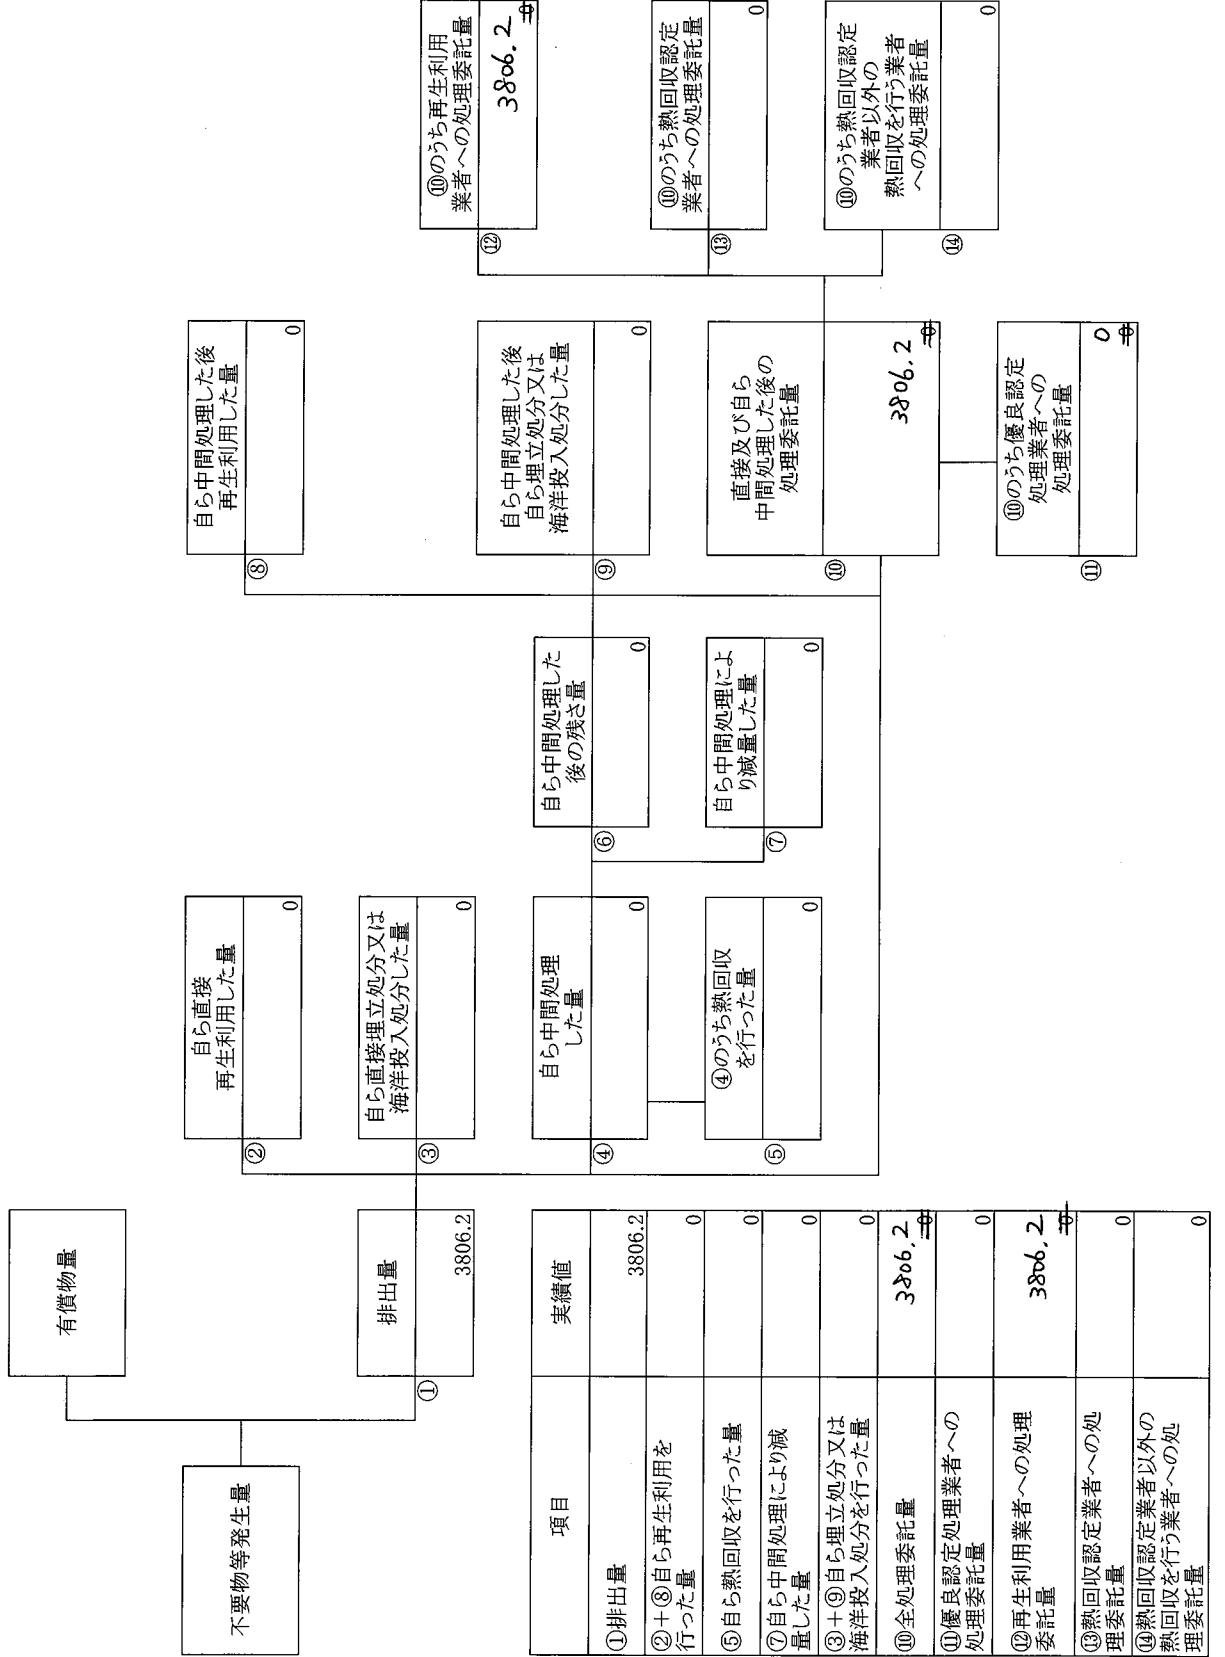 不要物等発生量
有償物量
排出量
①
3806.2
自ら直接
再生利用した量
②
0
自ら直接埋立処分又は
海洋投入処分した量
③
0
自ら中間処理
した量
④
0
④のうち熱回収
を行った量
⑤
0
自ら中間処理した
後の残さ量
⑥
0
自ら中間処理によ
り減量した量
⑦
0
自ら中間処理した後
再生利用した量
⑧
0
自ら中間処理した後
自ら埋立処分又は
海洋投入処分した量
⑨
0
直接及び自ら
中間処理した後の
処理委託量
⑩
3806.2
0
⑩のうち優良認定
処理業者への
処理委託量
⑪
0
0
⑩のうち再生利用
業者への処理委託量
⑫
3806.2
0
⑩のうち熱回収認定
業者への処理委託量
⑬
0
⑩のうち熱回収認定
業者以外の
熱回収を行う業者
への処理委託量
⑭
0
項目 実績値
①排出量 3806.2
②+⑧自ら再生利用を
行った量 0
⑤自ら熱回収を行った量 0
⑦自ら中間処理により減
量した量 0
③+⑨自ら埋立処分又は
海洋投入処分を行った量 0
⑩全処理委託量 3806.2
0
⑪優良認定処理業者への
処理委託量 0
⑫再生利用業者への処理
委託量 3806.2
0
⑬熱回収認定業者への処
理委託量 0
⑭熱回収認定業者以外の
熱回収を行う業者への処
理委託量 0